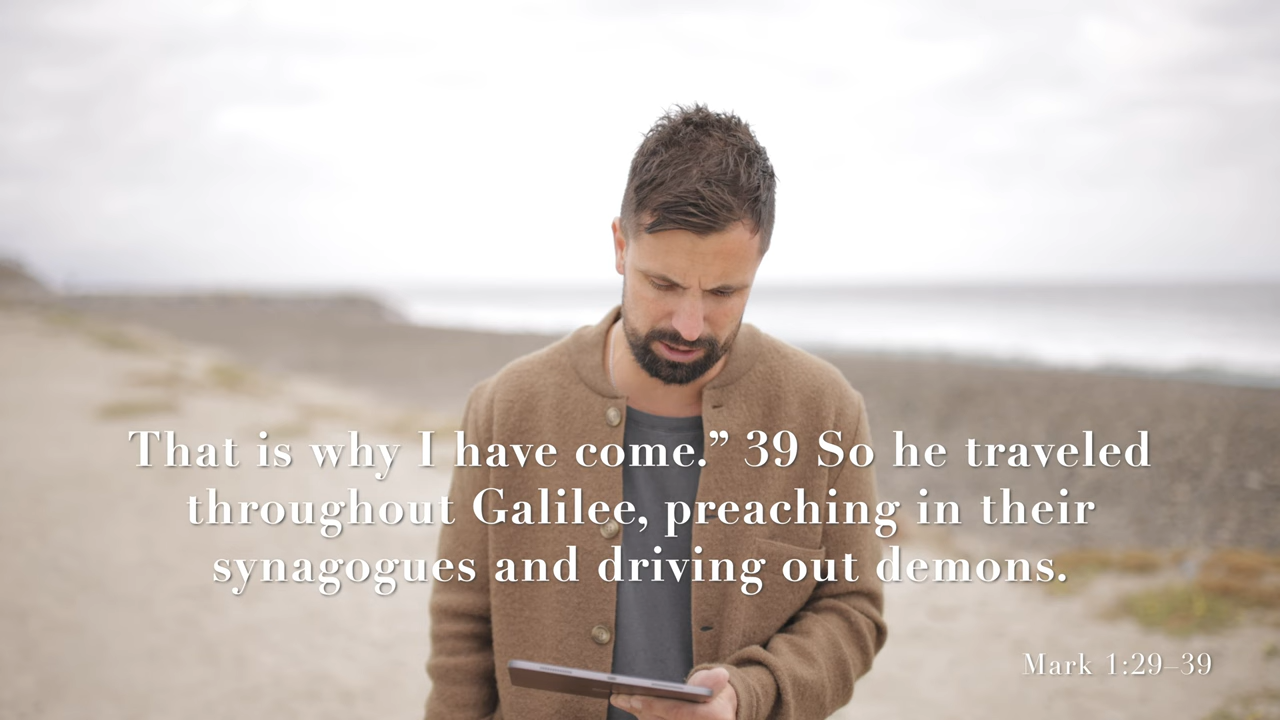 That is why I have come.” 39 So he traveled
throughout Galilee, preaching in their
synagogues and driving out demons.
Mark 1:29–39